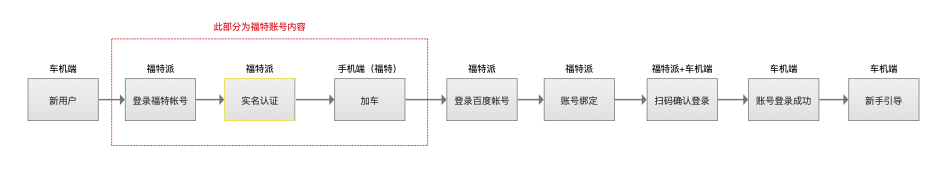 此部分为福特账号内容
车机端
福特派
福特派
手机端（福特）
福特派
福特派
福特派+车机端
车机端
车机端
新用户
登录福特帐号
实名认证
加车
登录百度帐号
账号绑定
扫码确认登录
账号登录成功
新手引导